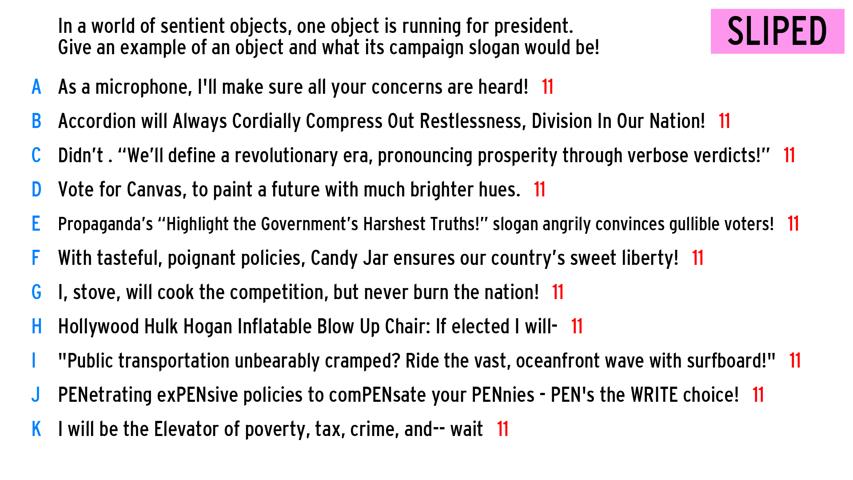 In a world of sentient objects, one object is running for president.
Give an example of an object and what its campaign slogan would be!
SLIPED
A As a microphone, I'll make sure all your concerns are heard! 11
B Accordion will Always Cordially Compress Out Restlessness, Division In Our Nation! 11
C Didn’t . “We’ll define a revolutionary era, pronouncing prosperity through verbose verdicts!” 11
D Vote for Canvas, to paint a future with much brighter hues. 11
E Propaganda’s “Highlight the Government’s Harshest Truths!” slogan angrily convinces gullible voters! 11
F With tasteful, poignant policies, Candy Jar ensures our country’s sweet liberty! 11
G I, stove, will cook the competition, but never burn the nation! 11
H Hollywood Hulk Hogan Inflatable Blow Up Chair: If elected I will- 11
I "Public transportation unbearably cramped? Ride the vast, oceanfront wave with surfboard!" 11
J PENetrating exPENsive policies to comPENsate your PENnies - PEN's the WRITE choice! 11
K I will be the Elevator of poverty, tax, crime, and-- wait 11